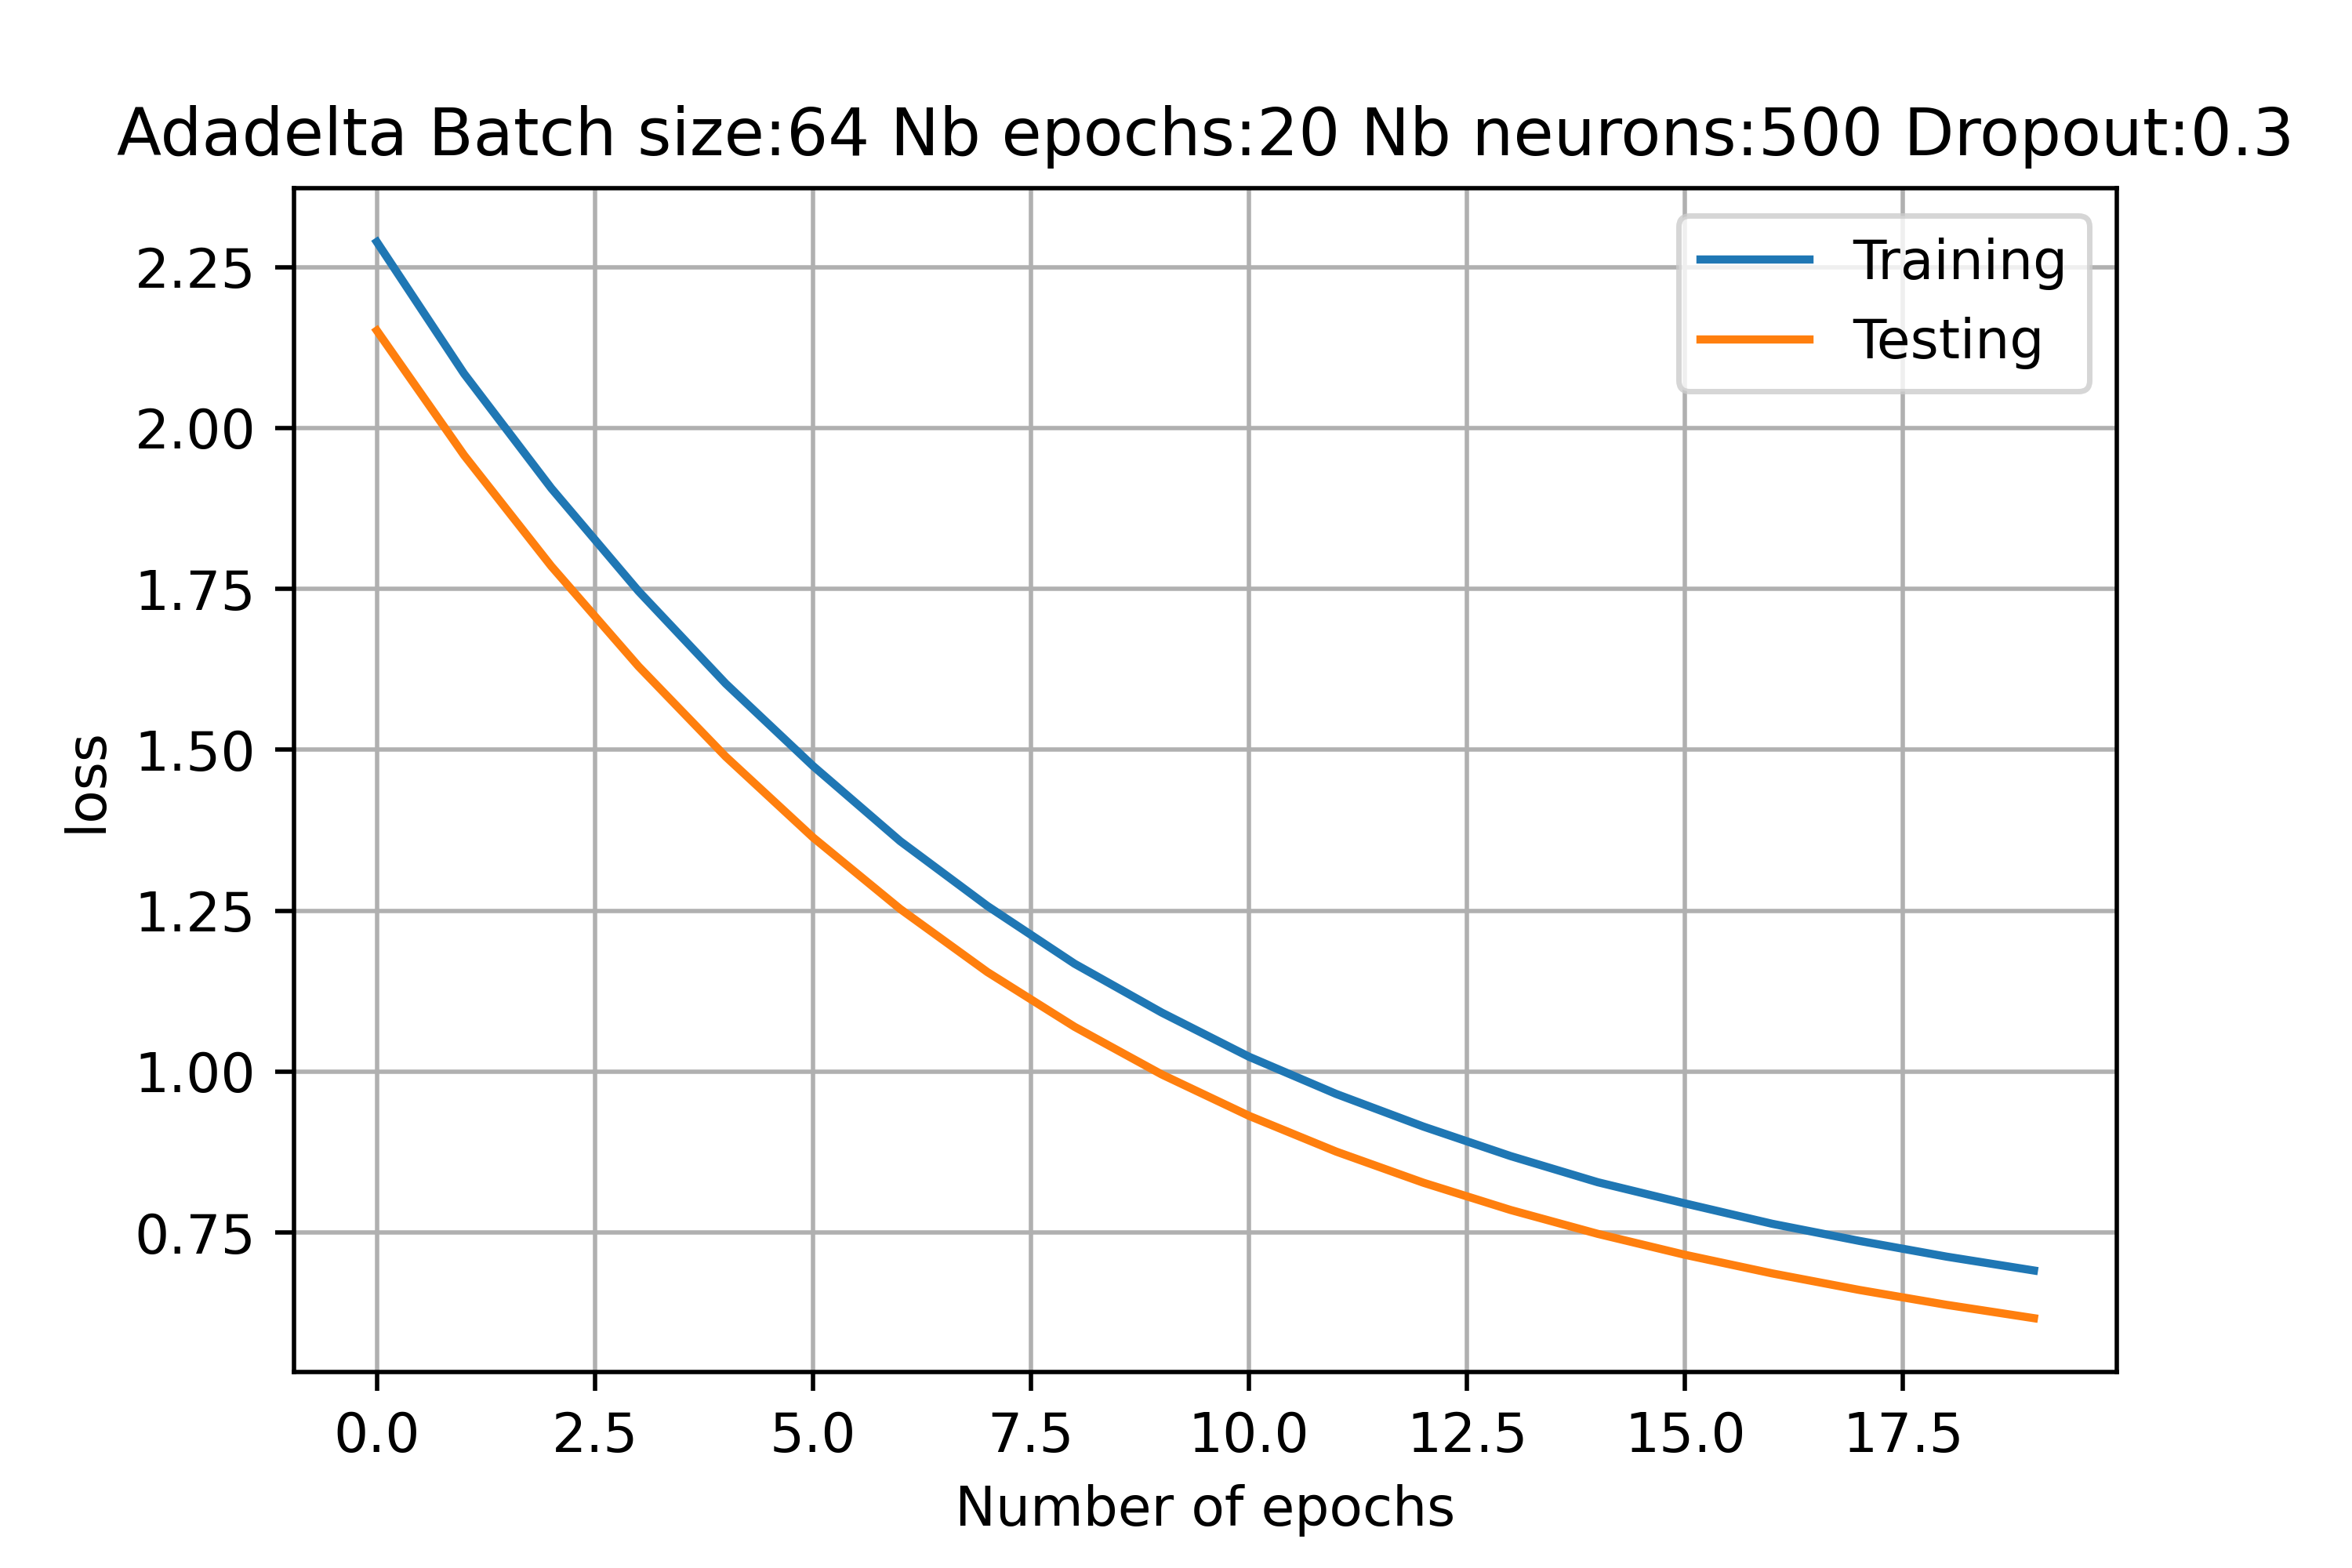 Adadelta Batch size:64 Nb epochs:20 Nb neurons:500 Dropout:0.3
Training
Testing
2.25
2.00
1.75
1.50
1.25
1.00
0.75
loss
0.0 2.5 5.0 7.5 10.0 12.5 15.0 17.5
Number of epochs